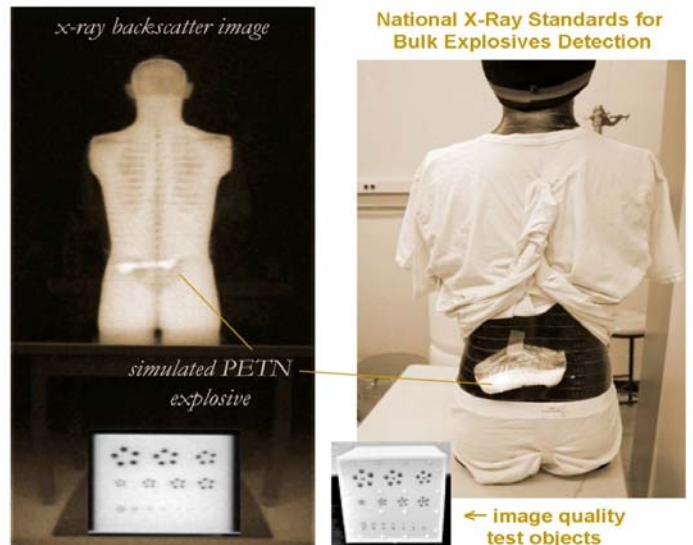 x-ray backscatter image
National X-Ray Standards for
Bulk Explosives Detection
simulated PETN
explosive
← image quality
test objects